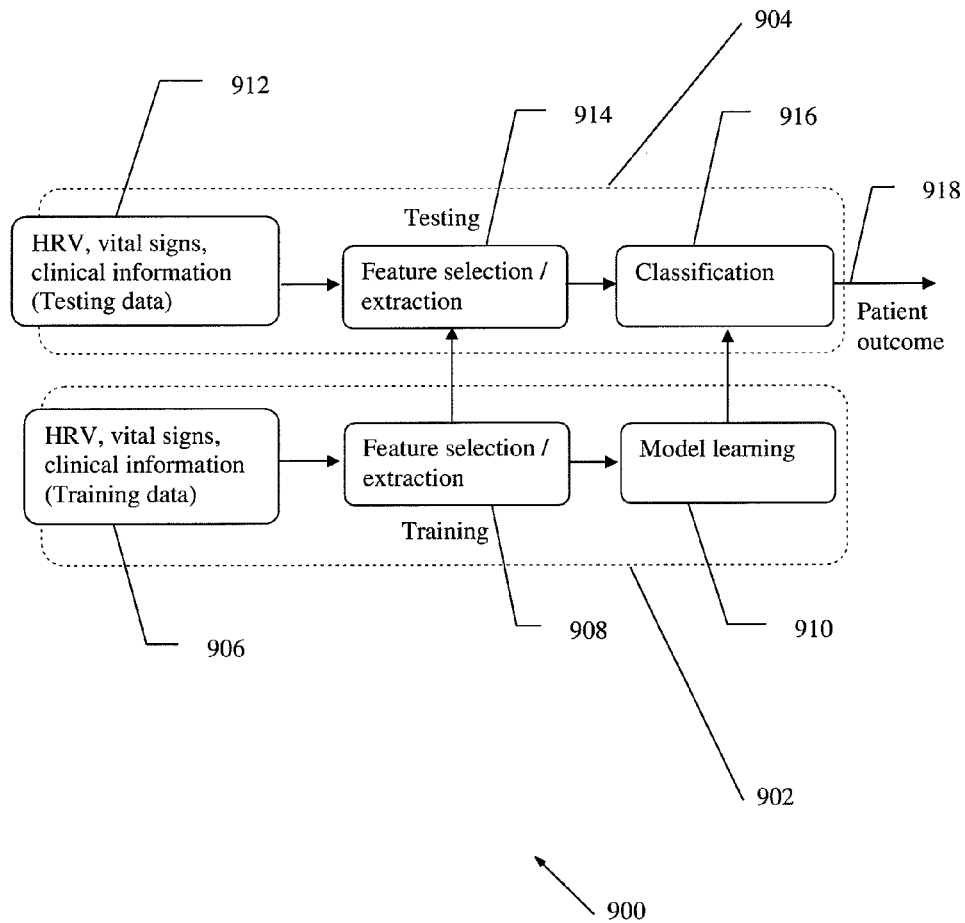 904
912
914
916
918
Testing
HRV, vital signs,
clinical information
(Testing data)
Feature selection /
extraction
Classification
Patient
outcome
HRV, vital signs,
clinical information
(Training data)
Feature selection /
extraction
Model learning
Training
906
908
910
902
900